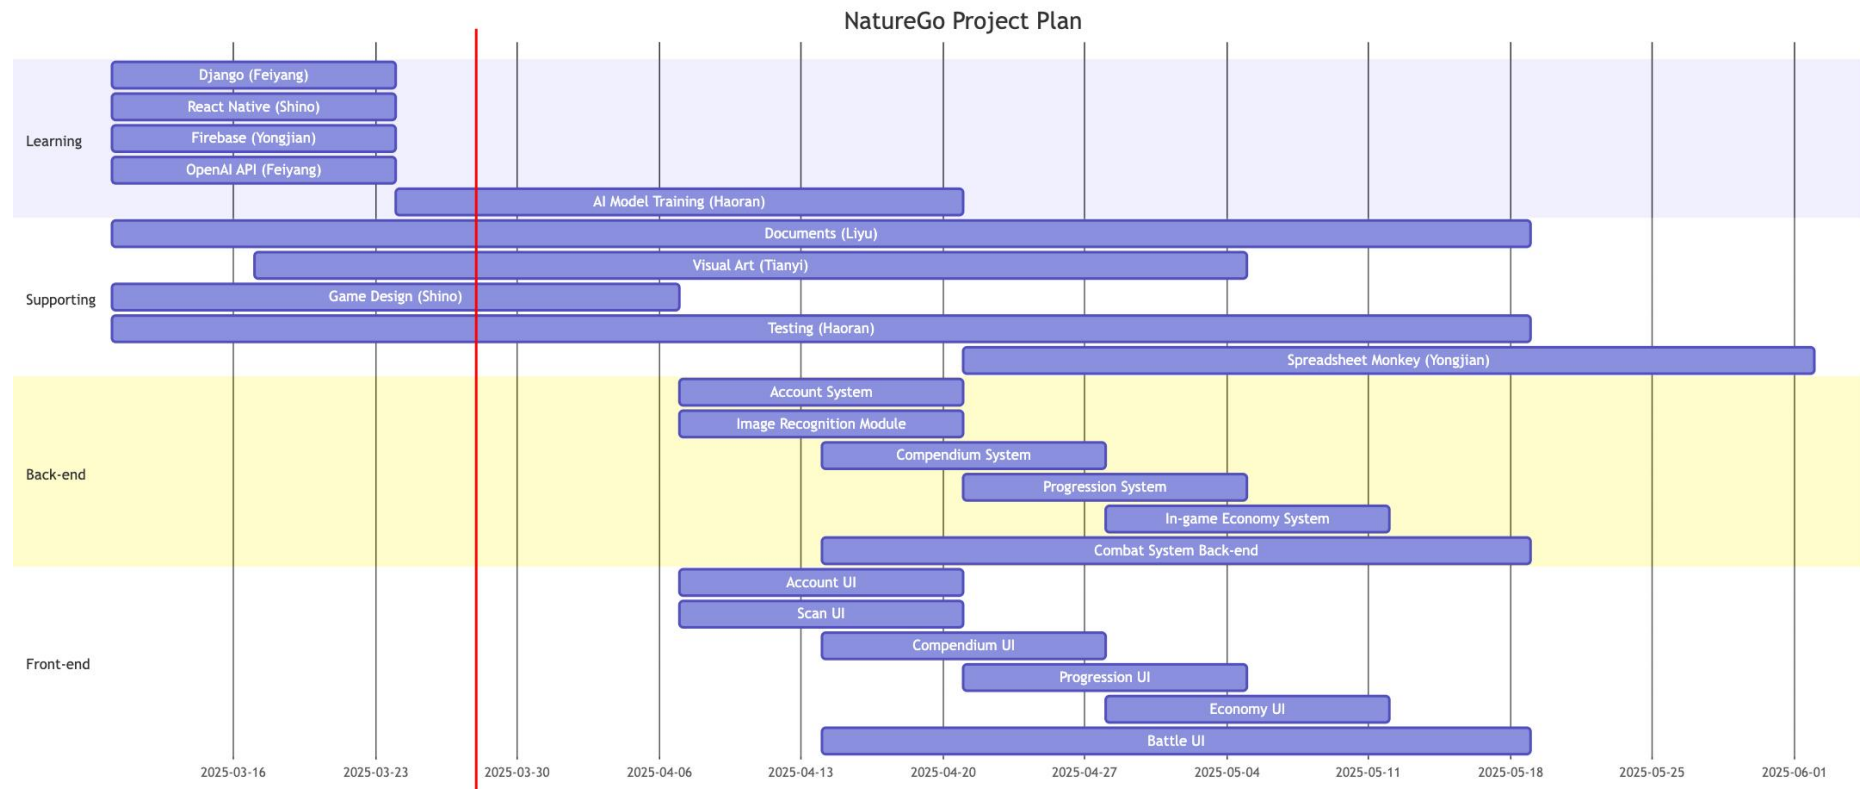 NatureGo Project Plan
Learning
Django (Feiyang)
React Native (Shino)
Firebase (Yongjian)
OpenAI API (Feiyang)
AI Model Training (Haoran)
Supporting
Documents (Liyu)
Visual Art (Tianyi)
Game Design (Shino)
Testing (Haoran)
Spreadsheet Monkey (Yongjian)
Back-end
Account System
Image Recognition Module
Compendium System
Progression System
In-game Economy System
Combat System Back-end
Front-end
Account UI
Scan UI
Compendium UI
Progression UI
Economy UI
Battle UI
2025-03-16
2025-03-23
2025-03-30
2025-04-06
2025-04-13
2025-04-20
2025-04-27
2025-05-04
2025-05-11
2025-05-18
2025-05-25
2025-06-01